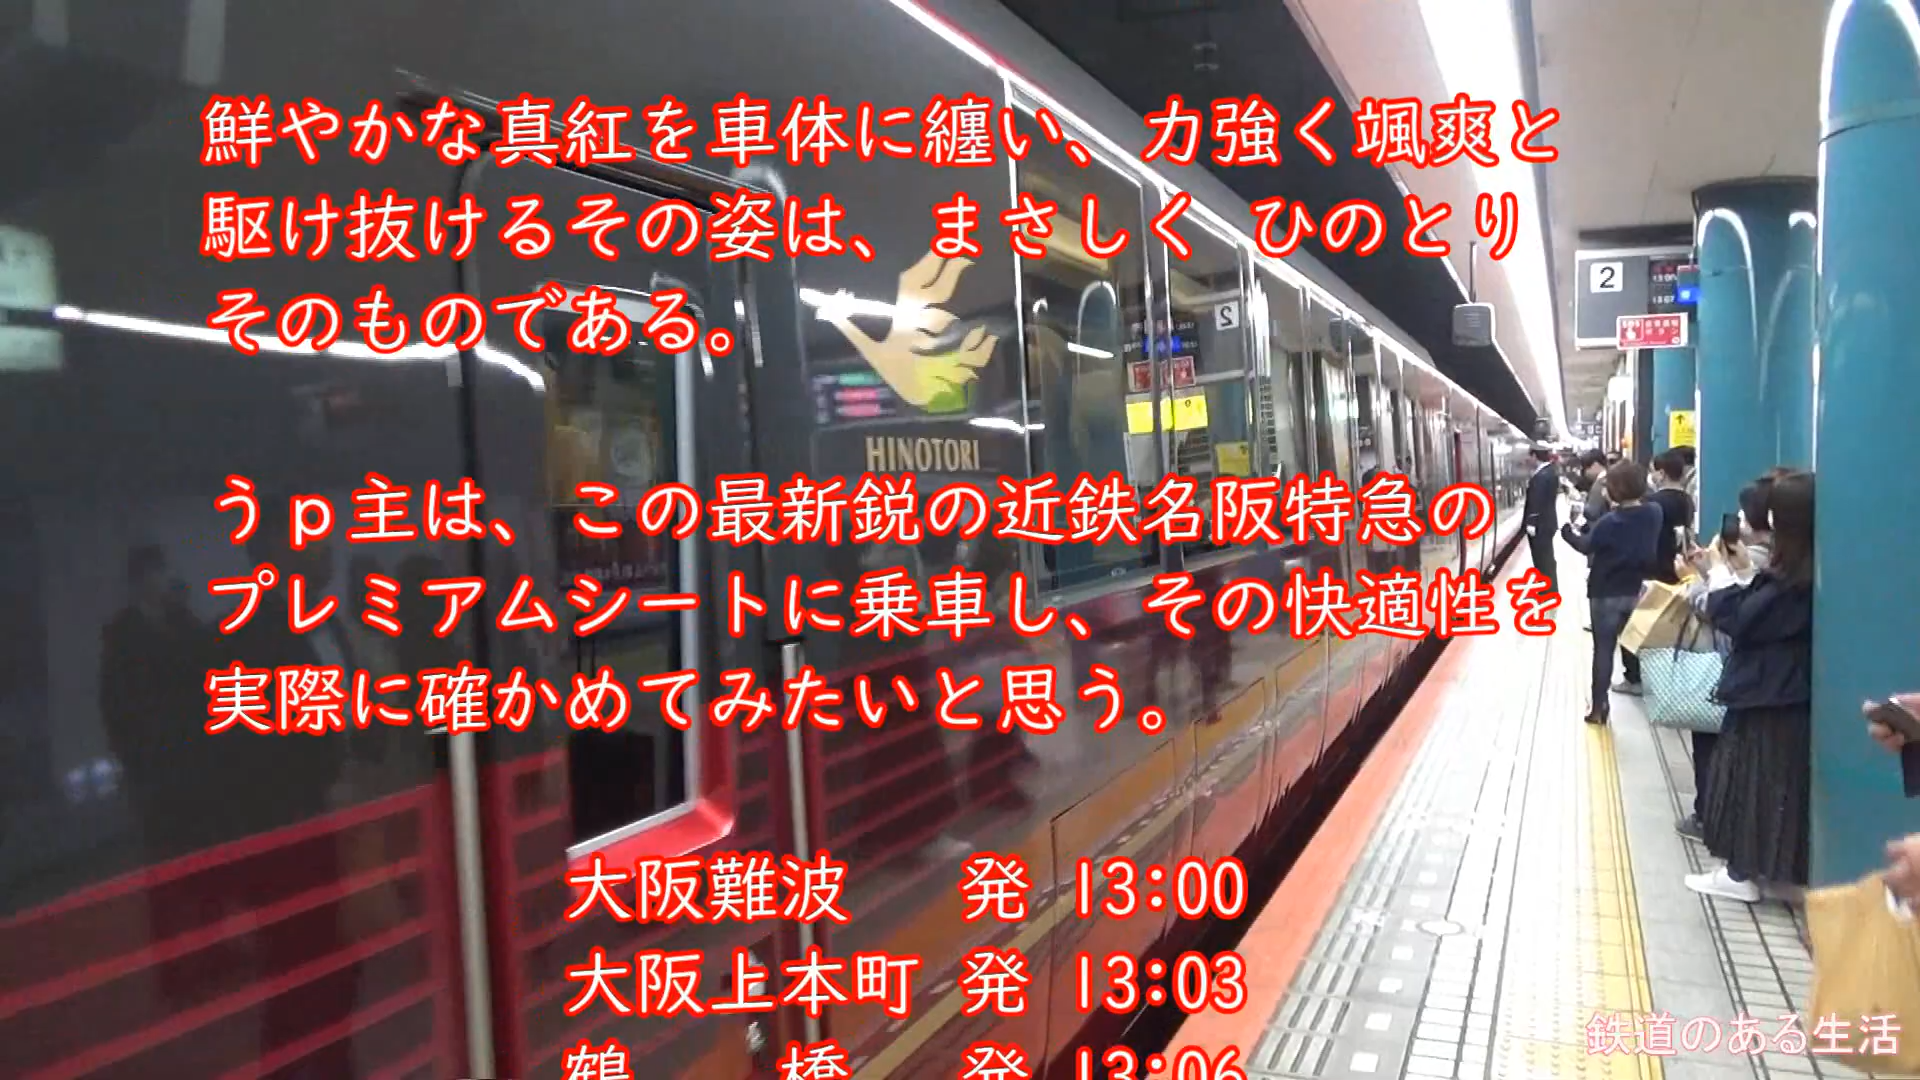 鮮やかな真紅を車体に纏い、力強く颯爽と
駆け抜けるその姿は、まさしく ひのとり
そのものである。
2
2
HINOTORI
うｐ主は、この最新鋭の近鉄名阪特急の
プレミアムシートに乗車し、その快適性を
実際に確かめてみたいと思う。
大阪難波 発 13:00
大阪上本町 発 13:03
鶴 橋 発 13:06
鉄道のある生活